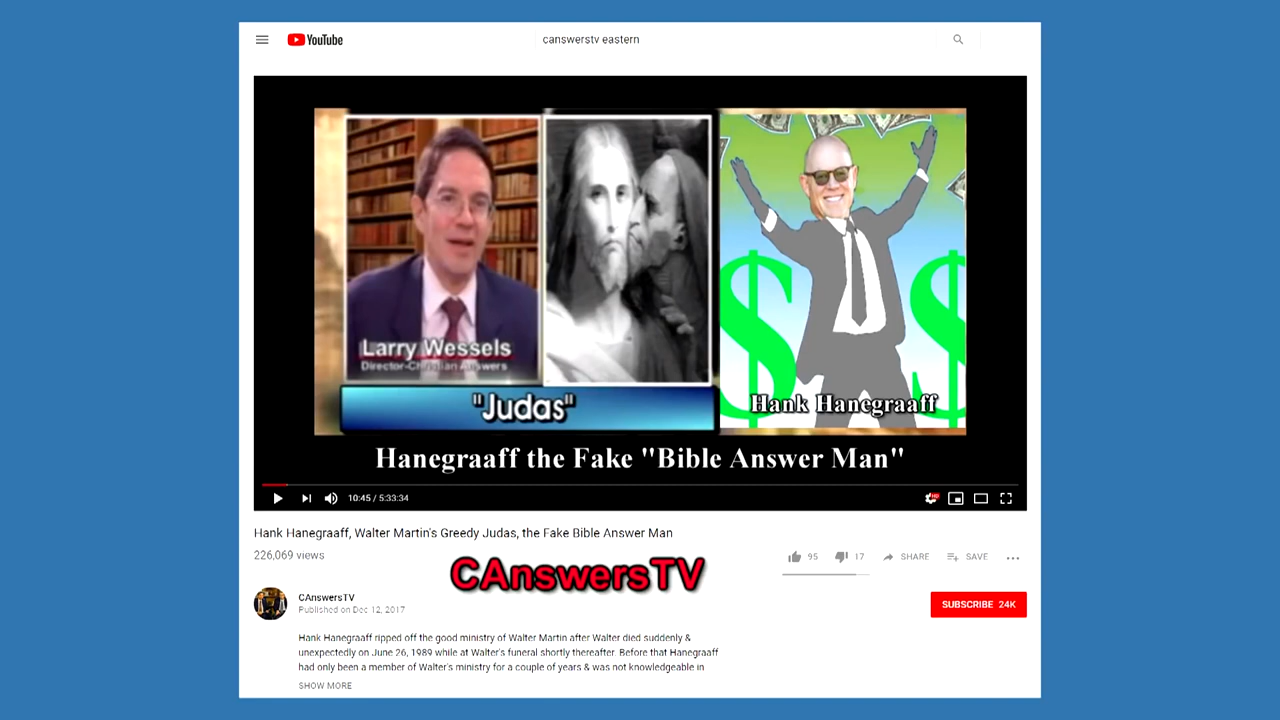 YouTube
canswerstv eastern
Larry Wessels
Director-Christian Answers
"Judas"
Hank Hanegraaff
Hanegraaff the Fake "Bible Answer Man"
10:45 / 5:33:34
HD
Hank Hanegraaff, Walter Martin's Greedy Judas, the Fake Bible Answer Man
226,069 views
CAnswersTV
95
17
SHARE
SAVE
CAnswersTV
Published on Dec 12, 2017
SUBSCRIBE 24K
Hank Hanegraaff ripped off the good ministry of Walter Martin after Walter died suddenly &
unexpectedly on June 26, 1989 while at Walter's funeral shortly thereafter. Before that Hanegraaff
had only been a member of Walter's ministry for a couple of years & was not knowledgeable in
SHOW MORE